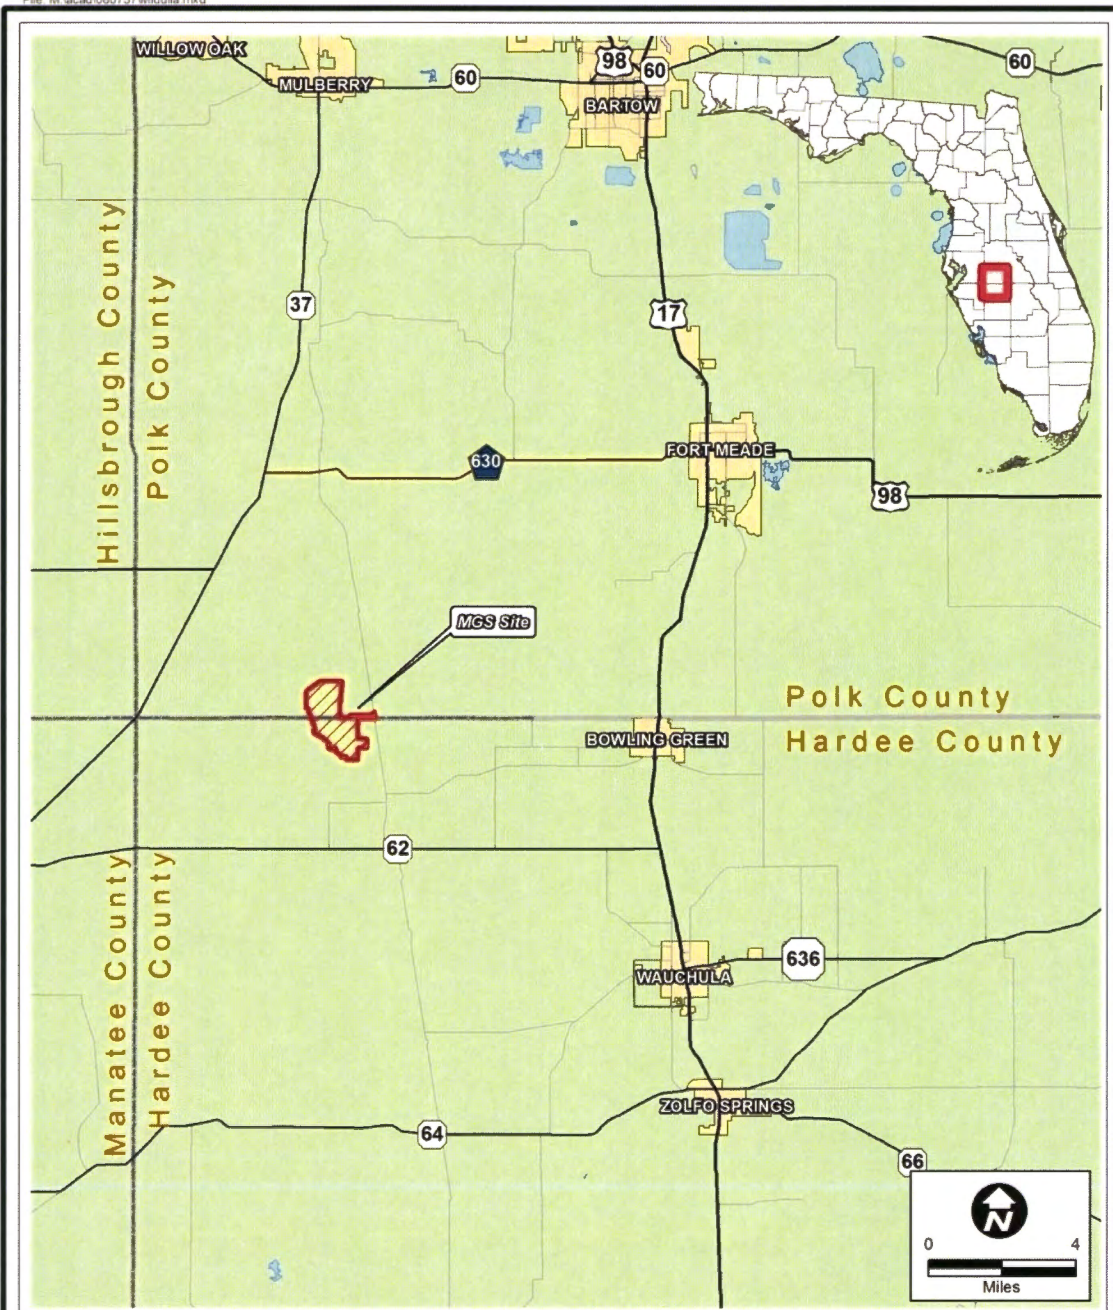 WILLOW OAK
MULBERRY
60
98
60
60
BARTOW
Hillsborough County
Polk County
37
17
FORT MEADE
630
98
MGS Site
Polk County
BOWLING GREEN
Hardee County
62
Manatee County
Hardee County
636
WAUCHULA
ZOLFO SPRINGS
64
66
N
0 4
Miles